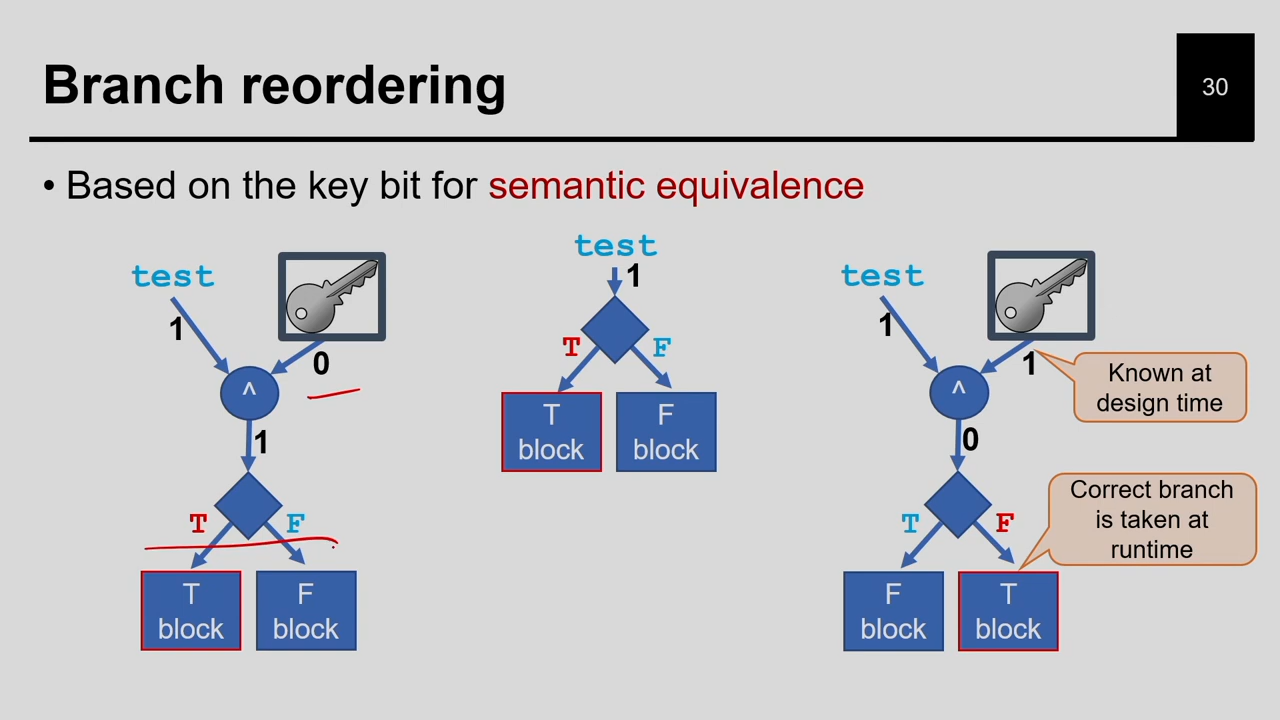 Branch reordering
30
• Based on the key bit for semantic equivalence
test
1
0
^
1
T
F
T
block
F
block
test
1
T
F
T
block
F
block
test
1
1
Known at
design time
^
0
T
F
Correct branch
is taken at
runtime
F
block
T
block